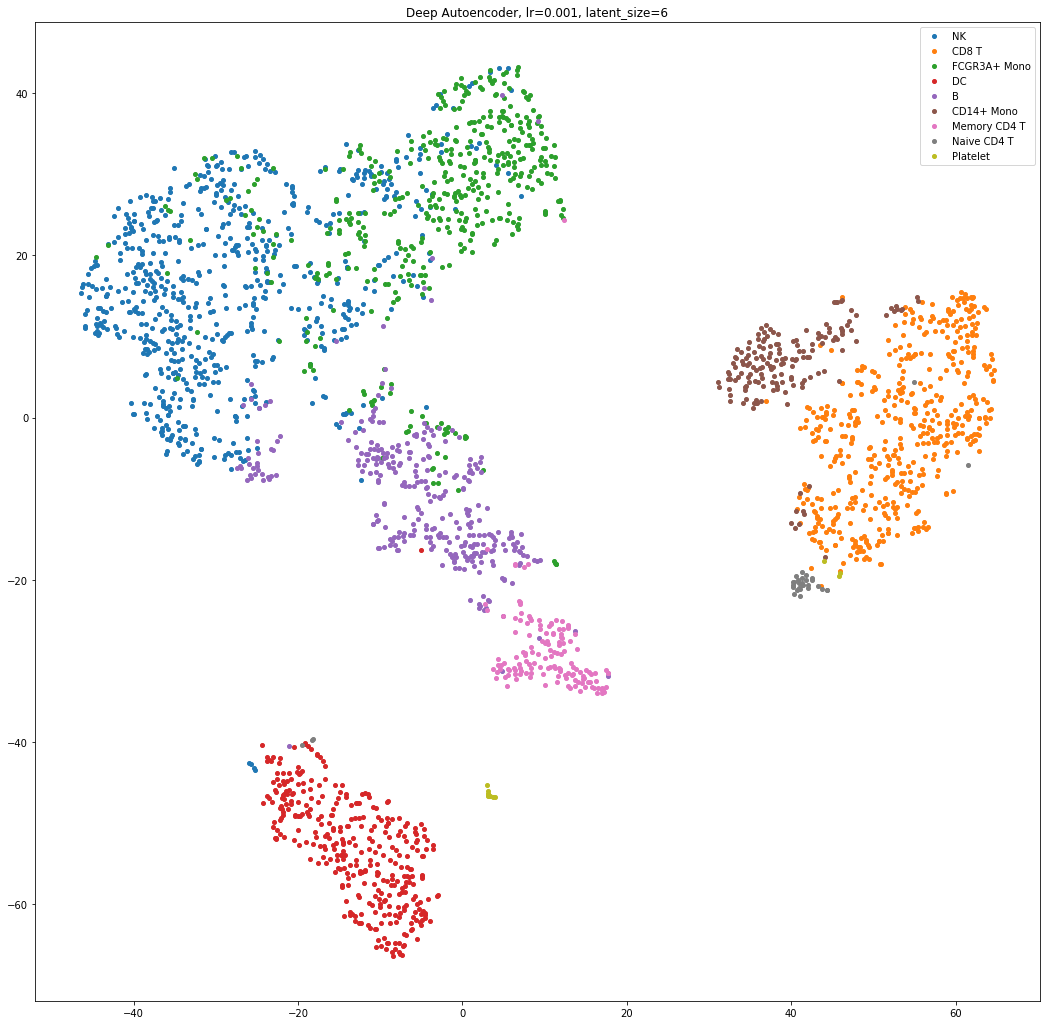 Deep Autoencoder, lr=0.001, latent_size=6
NK
CD8 T
FCGR3A+ Mono
DC
B
CD14+ Mono
Memory CD4 T
Naive CD4 T
Platelet
40
20
0
−20
−40
−60
−40
−20
0
20
40
60